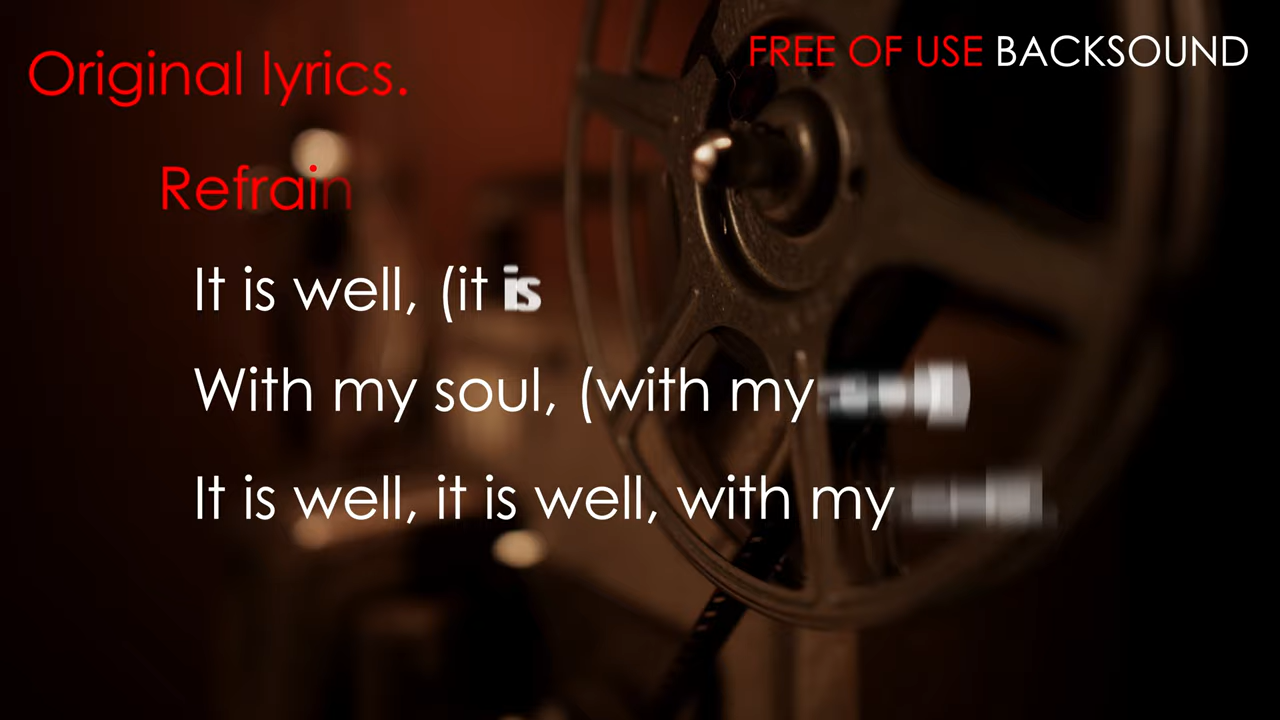 FREE OF USE BACKSOUND
Original lyrics.
Refrain
It is well, (it is
With my soul, (with my
It is well, it is well, with my